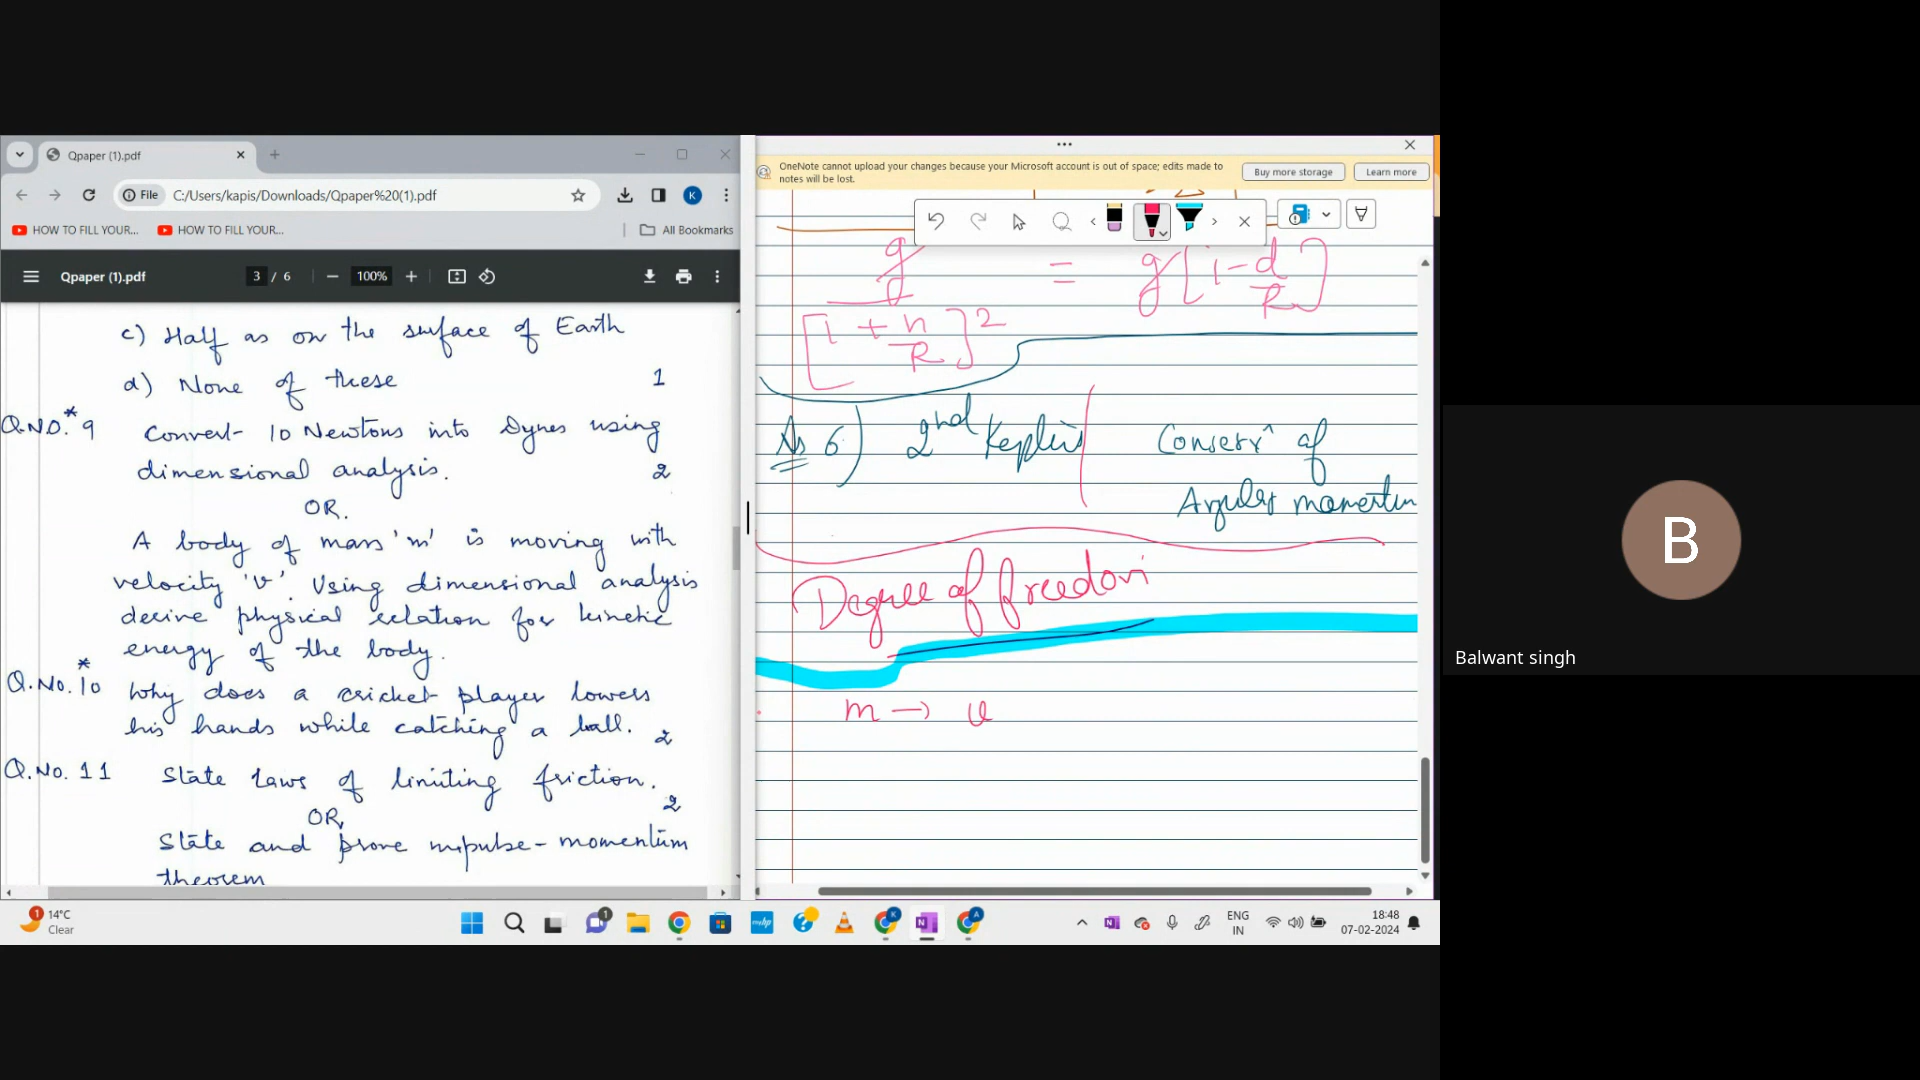 Qpaper (1).pdf
File C:/Users/kapis/Downloads/Qpaper%20(1).pdf
K
HOW TO FILL YOUR... HOW TO FILL YOUR... All Bookmarks
Qpaper (1).pdf 3 / 6 100%
c) Half as on the surface of Earth
d) None of these 1
Q.NO.*9 Convert 10 Newtons into Dynes using
dimensional analysis. 2
OR.
A body of mass 'm' is moving with
velocity 'v'. Using dimensional analysis
derive physical relation for kinetic
energy of the body.
Q.No.*10 Why does a cricket player lowers
his hands while catching a ball. 2
Q.No. 11 State Laws of limiting friction. 2
OR,
State and prove impulse-momentum
theorem
OneNote cannot upload your changes because your Microsoft account is out of space; edits made to
notes will be lost.
Buy more storage Learn more
= g[1-d/R]
[1 + h/R]2
6) 2nd Conserv^n of
Angular momentum
Degree of freedom
m → v
B
Balwant singh
1 14°C
Clear
1
myhp
K
A
ENG
IN
18:48
07-02-2024